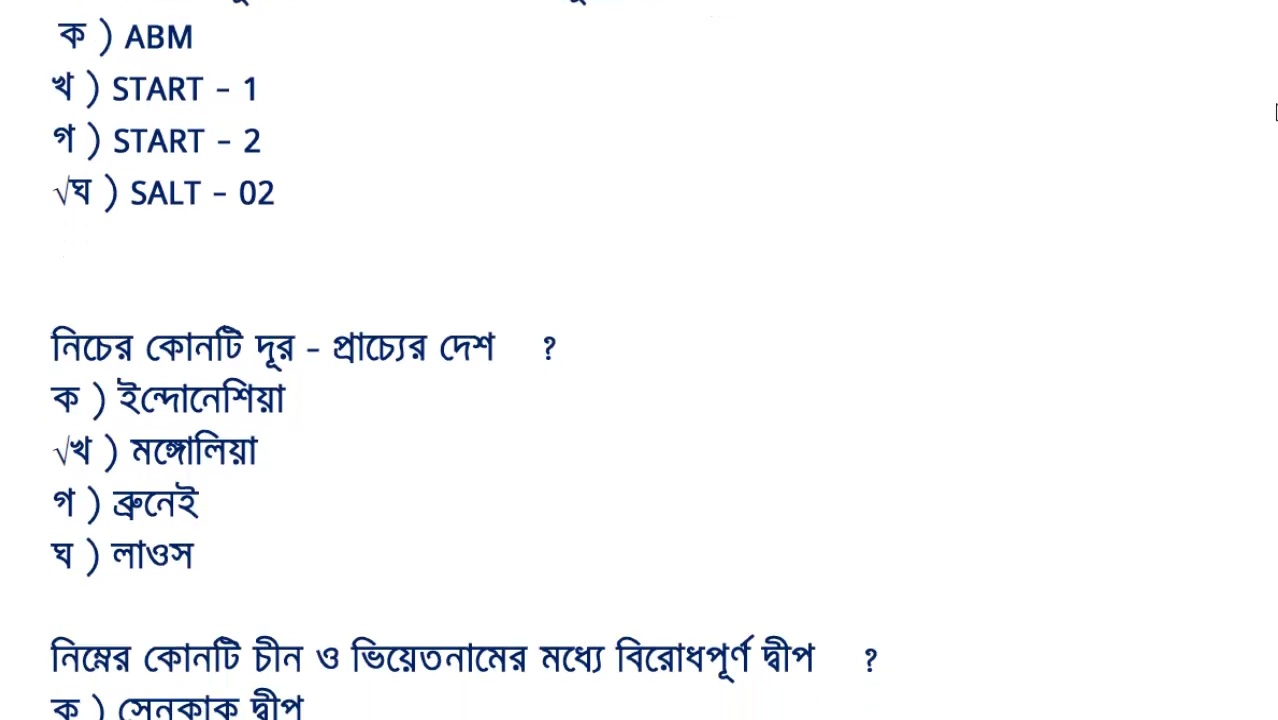 ক ) ABM
খ ) START - 1
গ ) START - 2
√ঘ ) SALT - 02
নিচের কোনটি দূর - প্রাচ্যের দেশ ?
ক ) ইন্দোনেশিয়া
√খ ) মঙ্গোলিয়া
গ ) ব্রুনেই
ঘ ) লাওস
নিম্নের কোনটি চীন ও ভিয়েতনামের মধ্যে বিরোধপূর্ণ দ্বীপ ?
ক ) সেনকাকু দ্বীপ